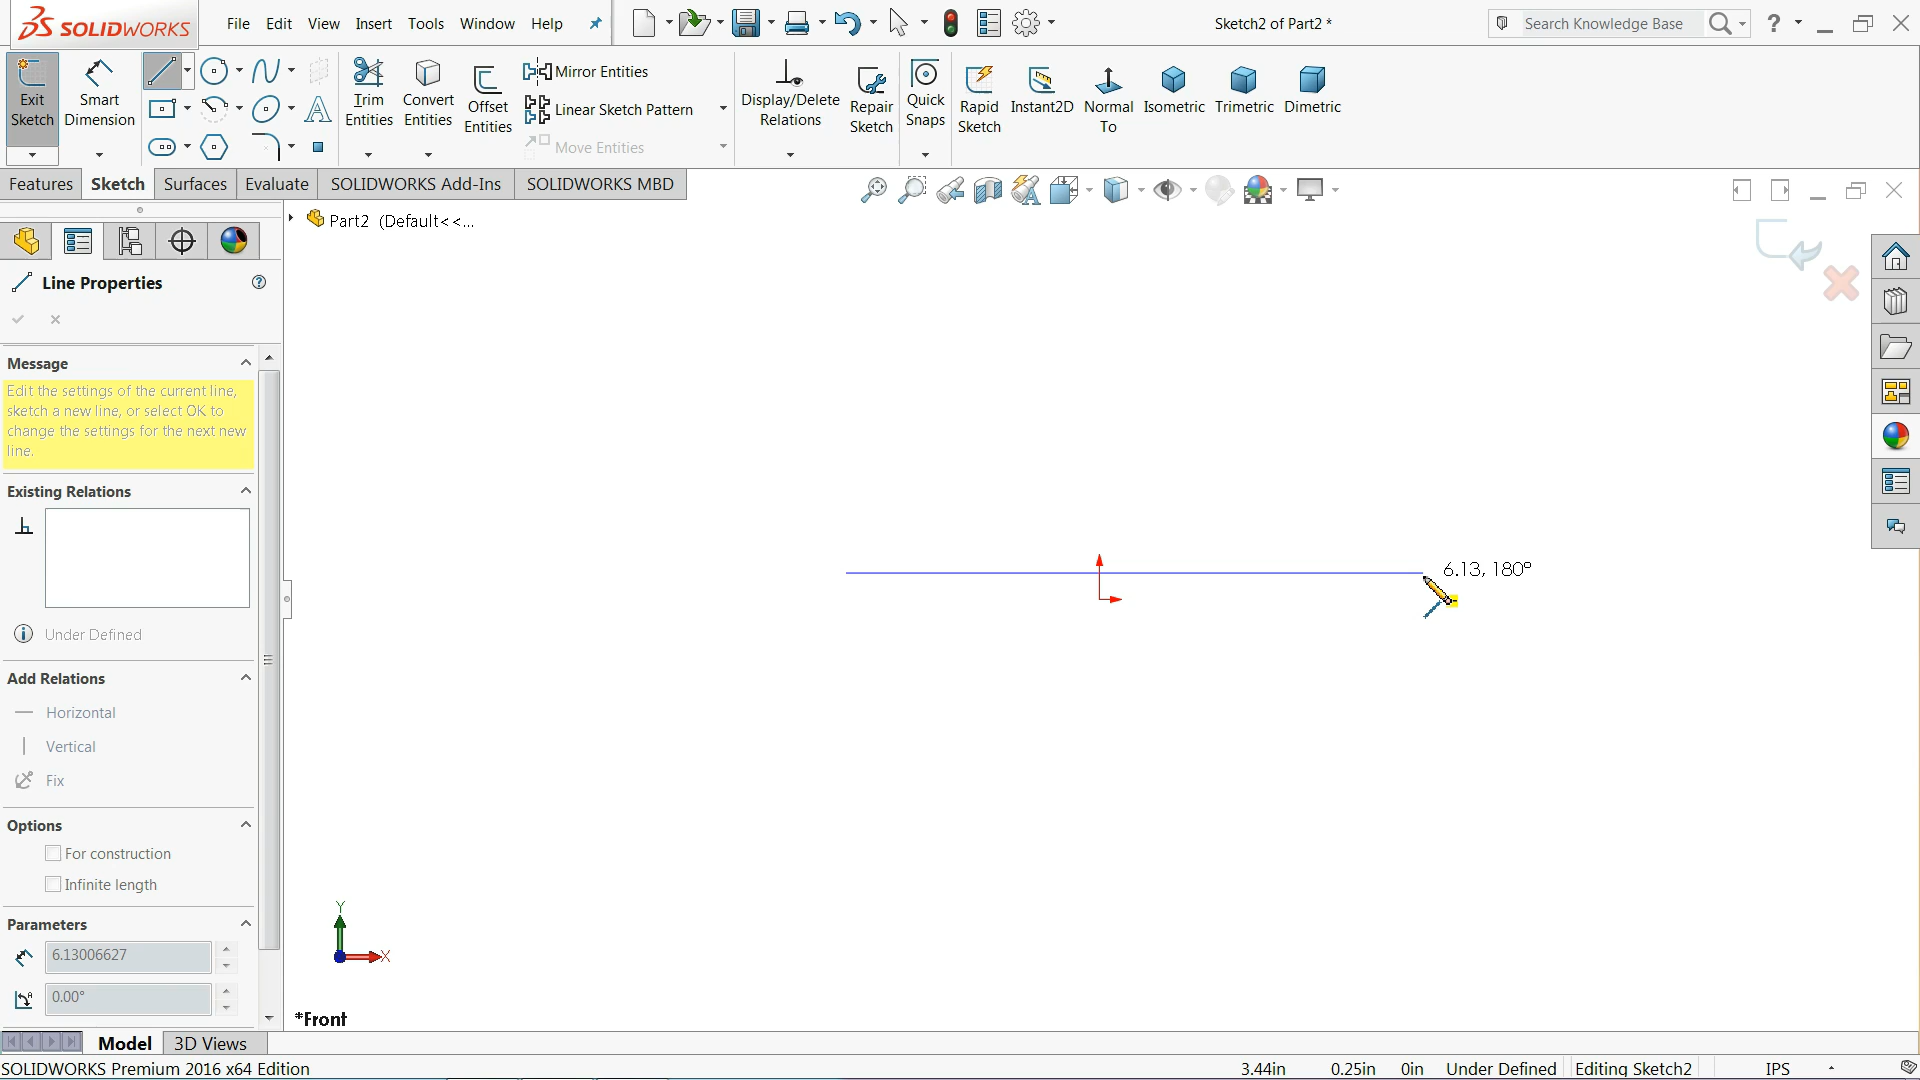 SOLIDWORKS
File Edit View Insert Tools Window Help
Sketch2 of Part2 *
Search Knowledge Base
?
Exit Sketch
Smart Dimension
Trim Entities
Convert Entities
Offset Entities
Mirror Entities
Linear Sketch Pattern
Move Entities
Display/Delete Relations
Repair Sketch
Quick Snaps
Rapid Sketch
Instant2D
Normal To
Isometric
Trimetric
Dimetric
Features Sketch Surfaces Evaluate SOLIDWORKS Add-Ins SOLIDWORKS MBD
Part2 (Default<<...
Line Properties
Message
Edit the settings of the current line,
sketch a new line, or select OK to
change the settings for the next new
line.
Existing Relations
Under Defined
Add Relations
Horizontal
Vertical
Fix
Options
For construction
Infinite length
Parameters
6.13006627
0.00°
6.13, 180°
Y
X
*Front
Model 3D Views
SOLIDWORKS Premium 2016 x64 Edition
3.44in 0.25in 0in Under Defined Editing Sketch2 IPS